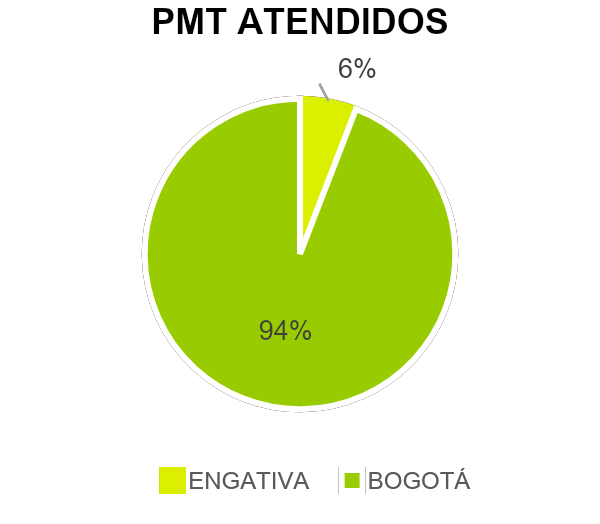 PMT ATENDIDOS
6%
94%
ENGATIVA BOGOTÁ